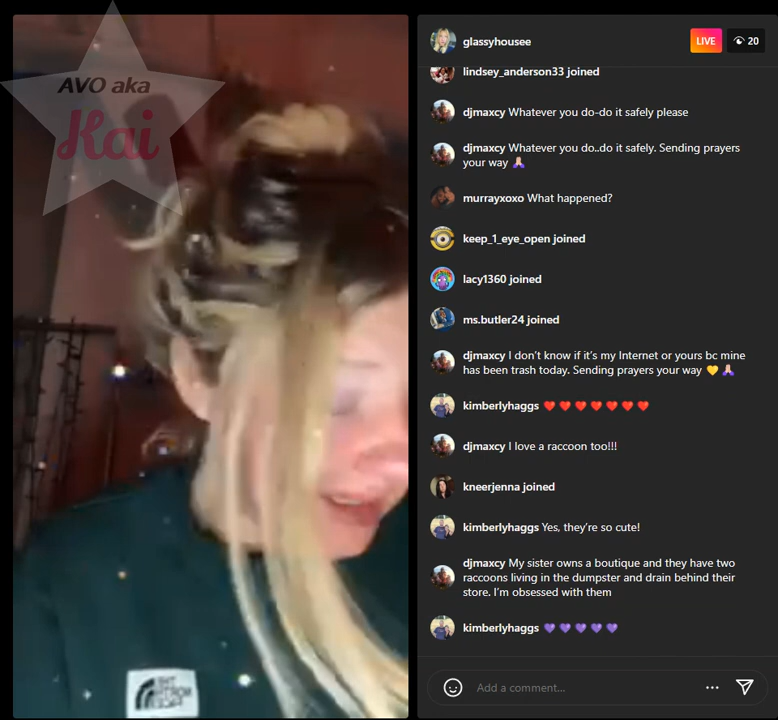 AVO aka
Kai
glassyhousee
LIVE
20
lindsey_anderson33 joined
djmaxcy Whatever you do-do it safely please
djmaxcy Whatever you do..do it safely. Sending prayers
your way 🙏🏻
murrayxoxo What happened?
keep_1_eye_open joined
lacy1360 joined
ms.butler24 joined
djmaxcy I don't know if it's my Internet or yours bc mine
has been trash today. Sending prayers your way 💛 🙏🏻
kimberlyhaggs ❤️ ❤️ ❤️ ❤️ ❤️ ❤️ ❤️
djmaxcy I love a raccoon too!!!
kneerjenna joined
kimberlyhaggs Yes, they're so cute!
djmaxcy My sister owns a boutique and they have two
raccoons living in the dumpster and drain behind their
store. I'm obsessed with them
kimberlyhaggs 💜 💜 💜 💜 💜
Add a comment...
THE
NORTH
FACE